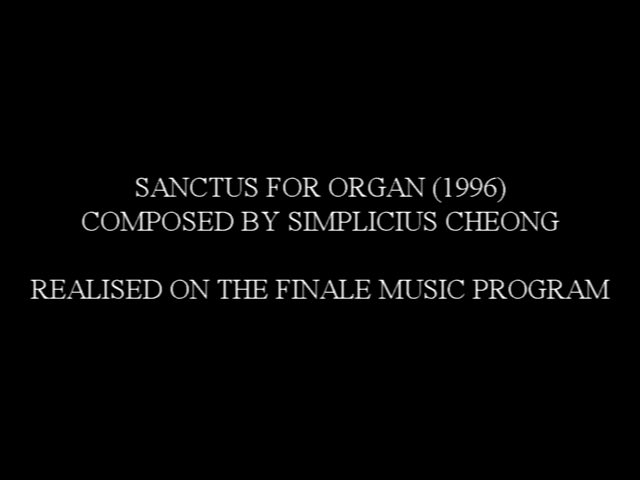 SANCTUS FOR ORGAN (1996)
COMPOSED BY SIMPLICIUS CHEONG
REALISED ON THE FINALE MUSIC PROGRAM